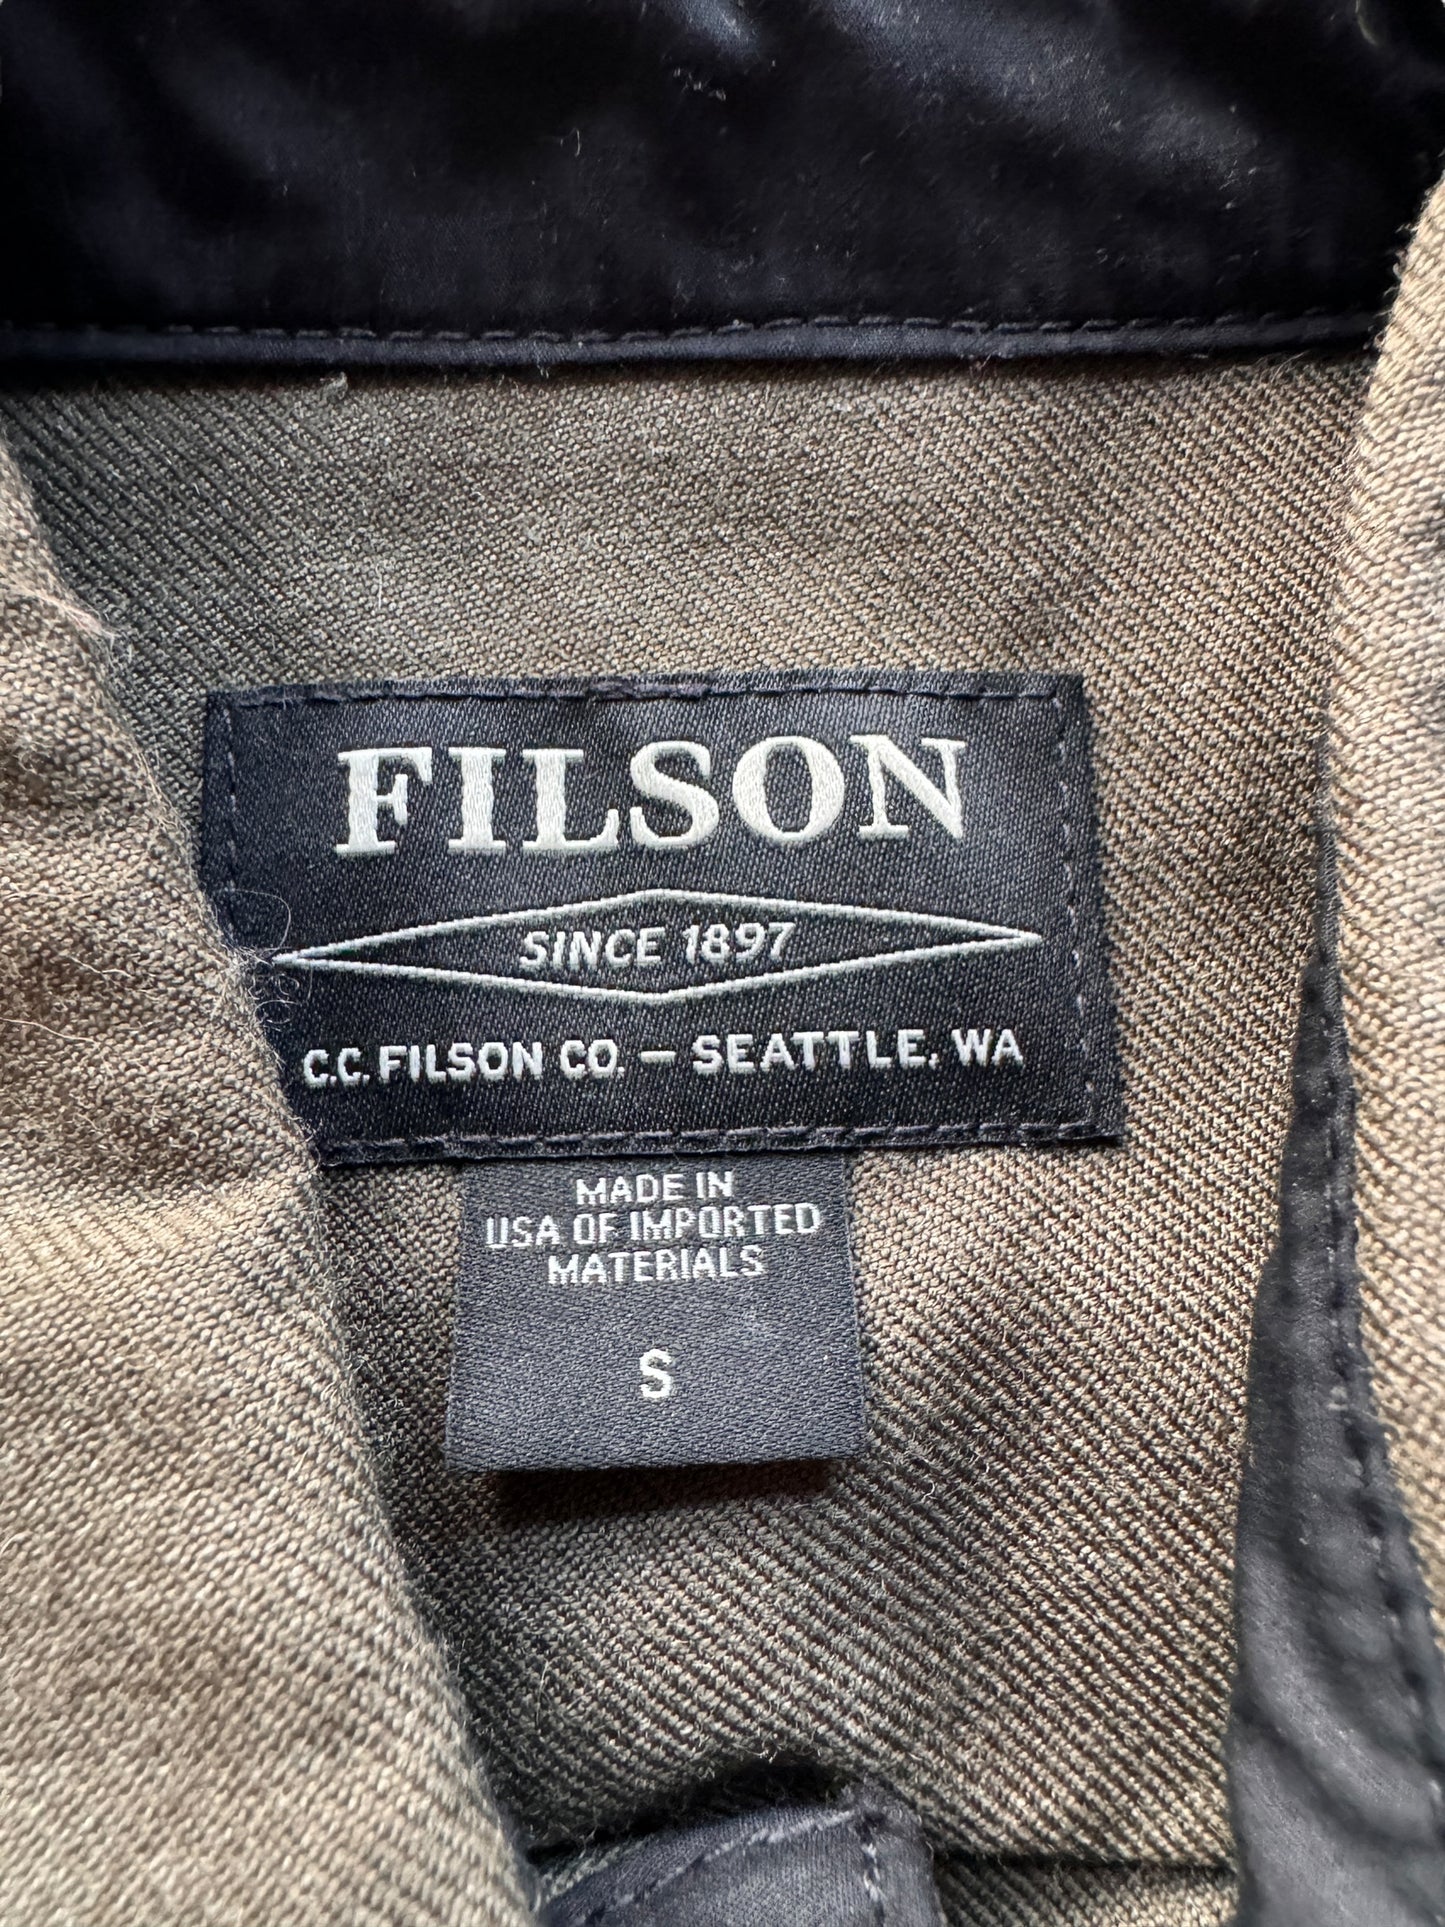 FILSON
SINCE 1897
C.C. FILSON CO. — SEATTLE, WA
MADE IN
USA OF IMPORTED
MATERIALS
S